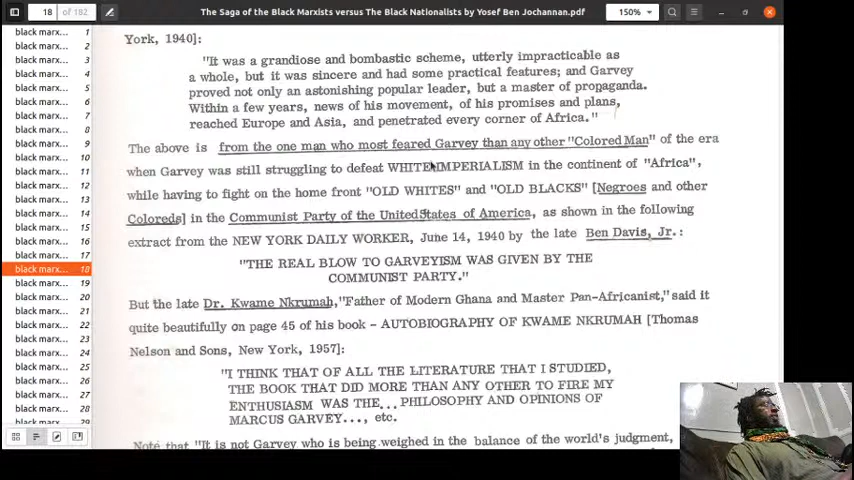 18 of 182
The Saga of the Black Marxists versus The Black Nationalists by Yosef Ben Jochannan.pdf
150%
black marx... 1
black marx... 2
black marx... 3
black marx... 4
black marx... 5
black marx... 6
black marx... 7
black marx... 8
black marx... 9
black marx... 10
black marx... 11
black marx... 12
black marx... 13
black marx... 14
black marx... 15
black marx... 16
black marx... 17
black marx... 18
black marx... 19
black marx... 20
black marx... 21
black marx... 22
black marx... 23
black marx... 24
black marx... 25
black marx... 26
black marx... 27
black marx... 28
York, 1940]:
"It was a grandiose and bombastic scheme, utterly impracticable as
a whole, but it was sincere and had some practical features; and Garvey
proved not only an astonishing popular leader, but a master of propaganda.
Within a few years, news of his movement, of his promises and plans,
reached Europe and Asia, and penetrated every corner of Africa."
The above is from the one man who most feared Garvey than any other "Colored Man" of the era
when Garvey was still struggling to defeat WHITE IMPERIALISM in the continent of "Africa",
while having to fight on the home front "OLD WHITES" and "OLD BLACKS" [Negroes and other
Coloreds] in the Communist Party of the United States of America, as shown in the following
extract from the NEW YORK DAILY WORKER, June 14, 1940 by the late Ben Davis, Jr.:
"THE REAL BLOW TO GARVEYISM WAS GIVEN BY THE
COMMUNIST PARTY."
But the late Dr. Kwame Nkrumah, "Father of Modern Ghana and Master Pan-Africanist," said it
quite beautifully on page 45 of his book - AUTOBIOGRAPHY OF KWAME NKRUMAH [Thomas
Nelson and Sons, New York, 1957]:
"I THINK THAT OF ALL THE LITERATURE THAT I STUDIED,
THE BOOK THAT DID MORE THAN ANY OTHER TO FIRE MY
ENTHUSIASM WAS THE... PHILOSOPHY AND OPINIONS OF
MARCUS GARVEY..., etc.
Note that "It is not Garvey who is being weighed in the balance of the world's judgment,